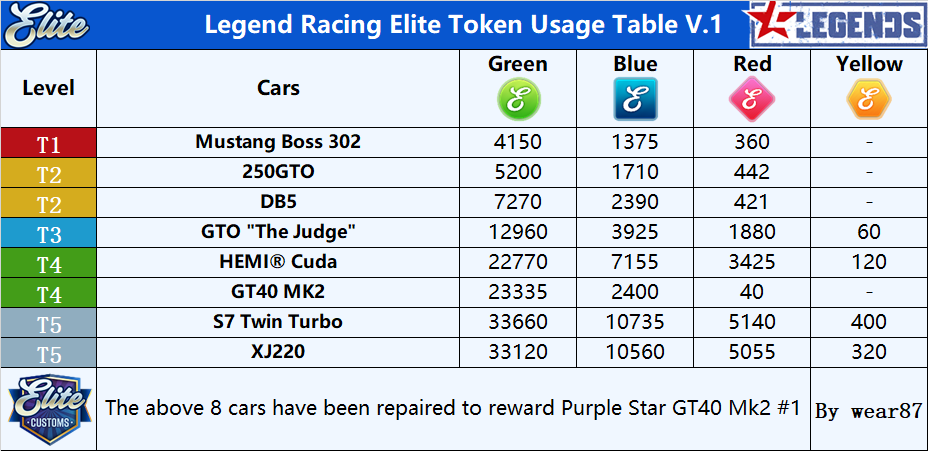 Elite Legend Racing Elite Token Usage Table V.1 LEGENDS
Level Cars Green Blue Red Yellow
E E E E
T1 Mustang Boss 302 4150 1375 360 -
T2 250GTO 5200 1710 442 -
T2 DB5 7270 2390 421 -
T3 GTO "The Judge" 12960 3925 1880 60
T4 HEMI® Cuda 22770 7155 3425 120
T4 GT40 MK2 23335 2400 40 -
T5 S7 Twin Turbo 33660 10735 5140 400
T5 XJ220 33120 10560 5055 320
Elite
CUSTOMS
The above 8 cars have been repaired to reward Purple Star GT40 Mk2 #1
By wear87